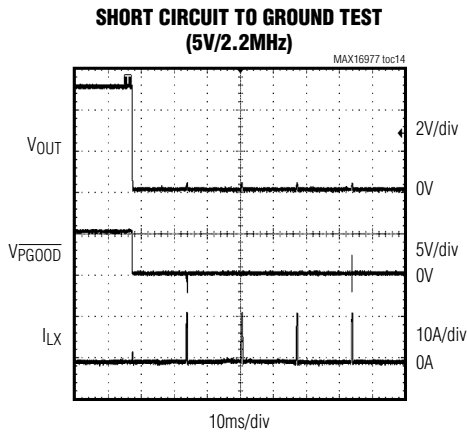 SHORT CIRCUIT TO GROUND TEST
(5V/2.2MHz)
MAX16977 toc14
VOUT
2V/div
0V
VPGOOD
5V/div
0V
ILX
10A/div
0A
10ms/div